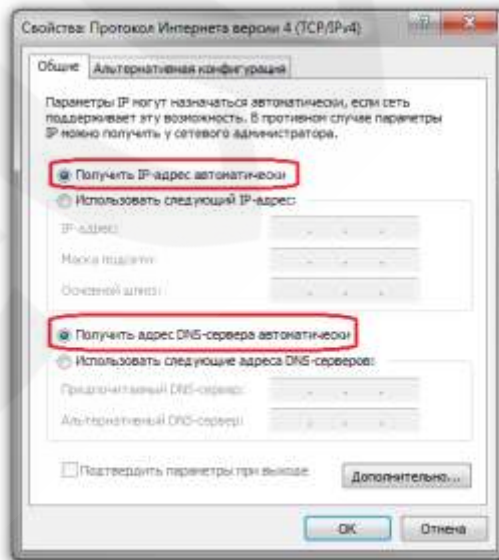 Свойства: Протокол Интернета версии 4 (TCP/IPv4)
Общие Альтернативная конфигурация
Параметры IP могут назначаться автоматически, если сеть
поддерживает эту возможность. В противном случае параметры
IP можно получить у сетевого администратора.
Получить IP-адрес автоматически
Использовать следующий IP-адрес:
IP-адрес:
Маска подсети:
Основной шлюз:
Получить адрес DNS-сервера автоматически
Использовать следующие адреса DNS-серверов:
Предпочитаемый DNS-сервер:
Альтернативный DNS-сервер:
Подтвердить параметры при выходе
Дополнительно...
ОК Отмена